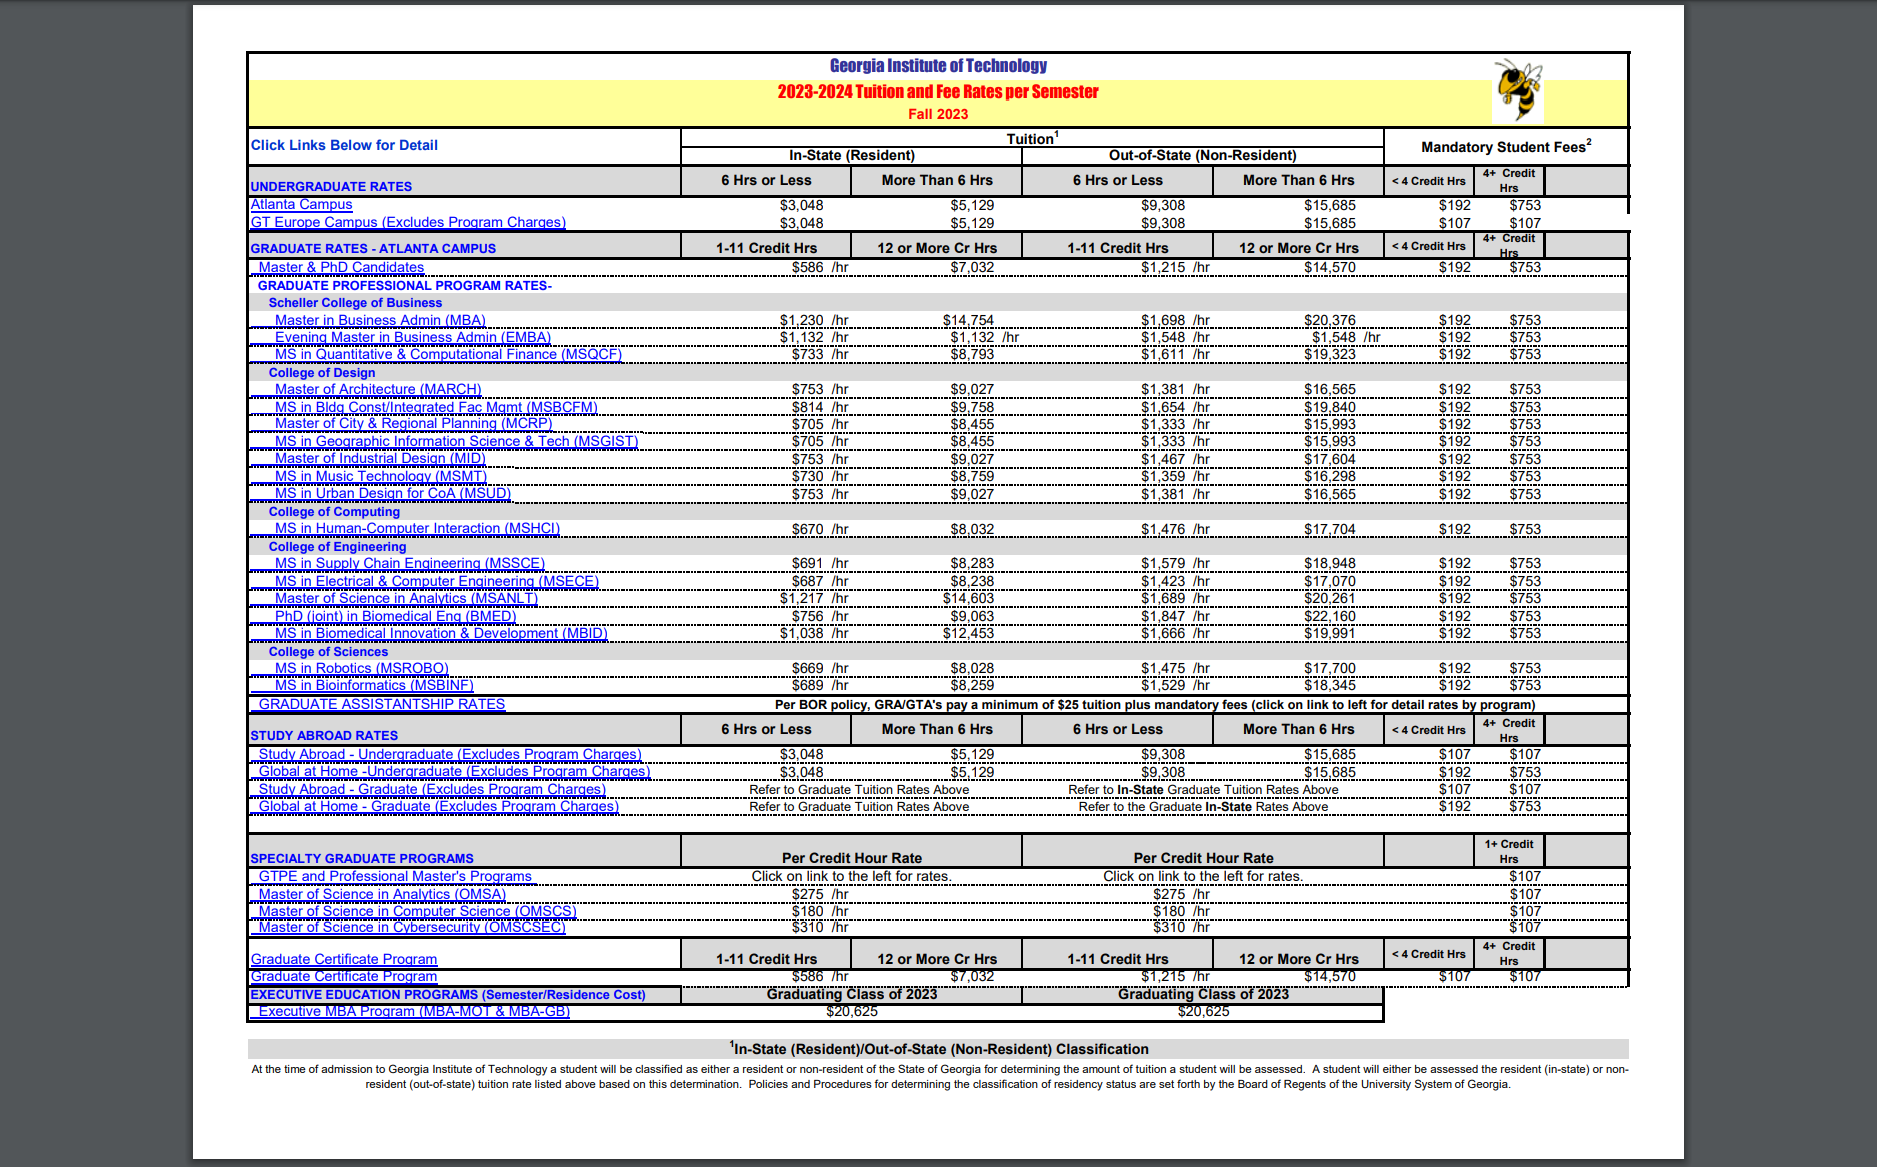 Georgia Institute of Technology
2023-2024 Tuition and Fee Rates per Semester
Fall 2023
Click Links Below for Detail
Tuition1
Mandatory Student Fees2
In-State (Resident) Out-of-State (Non-Resident)
UNDERGRADUATE RATES 6 Hrs or Less More Than 6 Hrs 6 Hrs or Less More Than 6 Hrs < 4 Credit Hrs 4+ Credit Hrs
Atlanta Campus $3,048 $5,129 $9,308 $15,685 $192 $753
GT Europe Campus (Excludes Program Charges) $3,048 $5,129 $9,308 $15,685 $107 $107
GRADUATE RATES - ATLANTA CAMPUS 1-11 Credit Hrs 12 or More Cr Hrs 1-11 Credit Hrs 12 or More Cr Hrs < 4 Credit Hrs 4+ Credit Hrs
Master & PhD Candidates $586 /hr $7,032 $1,215 /hr $14,570 $192 $753
GRADUATE PROFESSIONAL PROGRAM RATES-
Scheller College of Business
Master in Business Admin (MBA) $1,230 /hr $14,754 $1,698 /hr $20,376 $192 $753
Evening Master in Business Admin (EMBA) $1,132 /hr $1,132 /hr $1,548 /hr $1,548 /hr $192 $753
MS in Quantitative & Computational Finance (MSQCF) $733 /hr $8,793 $1,611 /hr $19,323 $192 $753
College of Design
Master of Architecture (MARCH) $753 /hr $9,027 $1,381 /hr $16,565 $192 $753
MS in Bldg Const/Integrated Fac Mgmt (MSBCFM) $814 /hr $9,758 $1,654 /hr $19,840 $192 $753
Master of City & Regional Planning (MCRP) $705 /hr $8,455 $1,333 /hr $15,993 $192 $753
MS in Geographic Information Science & Tech (MSGIST) $705 /hr $8,455 $1,333 /hr $15,993 $192 $753
Master of Industrial Design (MID) $753 /hr $9,027 $1,467 /hr $17,604 $192 $753
MS in Music Technology (MSMT) $730 /hr $8,759 $1,359 /hr $16,298 $192 $753
MS in Urban Design for CoA (MSUD) $753 /hr $9,027 $1,381 /hr $16,565 $192 $753
College of Computing
MS in Human-Computer Interaction (MSHCI) $670 /hr $8,032 $1,476 /hr $17,704 $192 $753
College of Engineering
MS in Supply Chain Engineering (MSSCE) $691 /hr $8,283 $1,579 /hr $18,948 $192 $753
MS in Electrical & Computer Engineering (MSECE) $687 /hr $8,238 $1,423 /hr $17,070 $192 $753
Master of Science in Analytics (MSANLT) $1,217 /hr $14,603 $1,689 /hr $20,261 $192 $753
PhD (joint) in Biomedical Eng (BMED) $756 /hr $9,063 $1,847 /hr $22,160 $192 $753
MS in Biomedical Innovation & Development (MBID) $1,038 /hr $12,453 $1,666 /hr $19,991 $192 $753
College of Sciences
MS in Robotics (MSROBO) $669 /hr $8,028 $1,475 /hr $17,700 $192 $753
MS in Bioinformatics (MSBINF) $689 /hr $8,259 $1,529 /hr $18,345 $192 $753
GRADUATE ASSISTANTSHIP RATES Per BOR policy, GRA/GTA's pay a minimum of $25 tuition plus mandatory fees (click on link to left for detail rates by program)
STUDY ABROAD RATES 6 Hrs or Less More Than 6 Hrs 6 Hrs or Less More Than 6 Hrs < 4 Credit Hrs 4+ Credit Hrs
Study Abroad - Undergraduate (Excludes Program Charges) $3,048 $5,129 $9,308 $15,685 $107 $107
Global at Home -Undergraduate (Excludes Program Charges) $3,048 $5,129 $9,308 $15,685 $192 $753
Study Abroad - Graduate (Excludes Program Charges) Refer to Graduate Tuition Rates Above Refer to In-State Graduate Tuition Rates Above $107 $107
Global at Home - Graduate (Excludes Program Charges) Refer to Graduate Tuition Rates Above Refer to the Graduate In-State Rates Above $192 $753
SPECIALTY GRADUATE PROGRAMS Per Credit Hour Rate Per Credit Hour Rate 1+ Credit Hrs
GTPE and Professional Master's Programs Click on link to the left for rates. Click on link to the left for rates. $107
Master of Science in Analytics (OMSA) $275 /hr $275 /hr $107
Master of Science in Computer Science (OMSCS) $180 /hr $180 /hr $107
Master of Science in Cybersecurity (OMSCSEC) $310 /hr $310 /hr $107
Graduate Certificate Program 1-11 Credit Hrs 12 or More Cr Hrs 1-11 Credit Hrs 12 or More Cr Hrs < 4 Credit Hrs 4+ Credit Hrs
Graduate Certificate Program $586 /hr $7,032 $1,215 /hr $14,570 $107 $107
EXECUTIVE EDUCATION PROGRAMS (Semester/Residence Cost) Graduating Class of 2023 Graduating Class of 2023
Executive MBA Program (MBA-MOT & MBA-GB) $20,625 $20,625
1In-State (Resident)/Out-of-State (Non-Resident) Classification
At the time of admission to Georgia Institute of Technology a student will be classified as either a resident or non-resident of the State of Georgia for determining the amount of tuition a student will be assessed. A student will either be assessed the resident (in-state) or non-
resident (out-of-state) tuition rate listed above based on this determination. Policies and Procedures for determining the classification of residency status are set forth by the Board of Regents of the University System of Georgia.